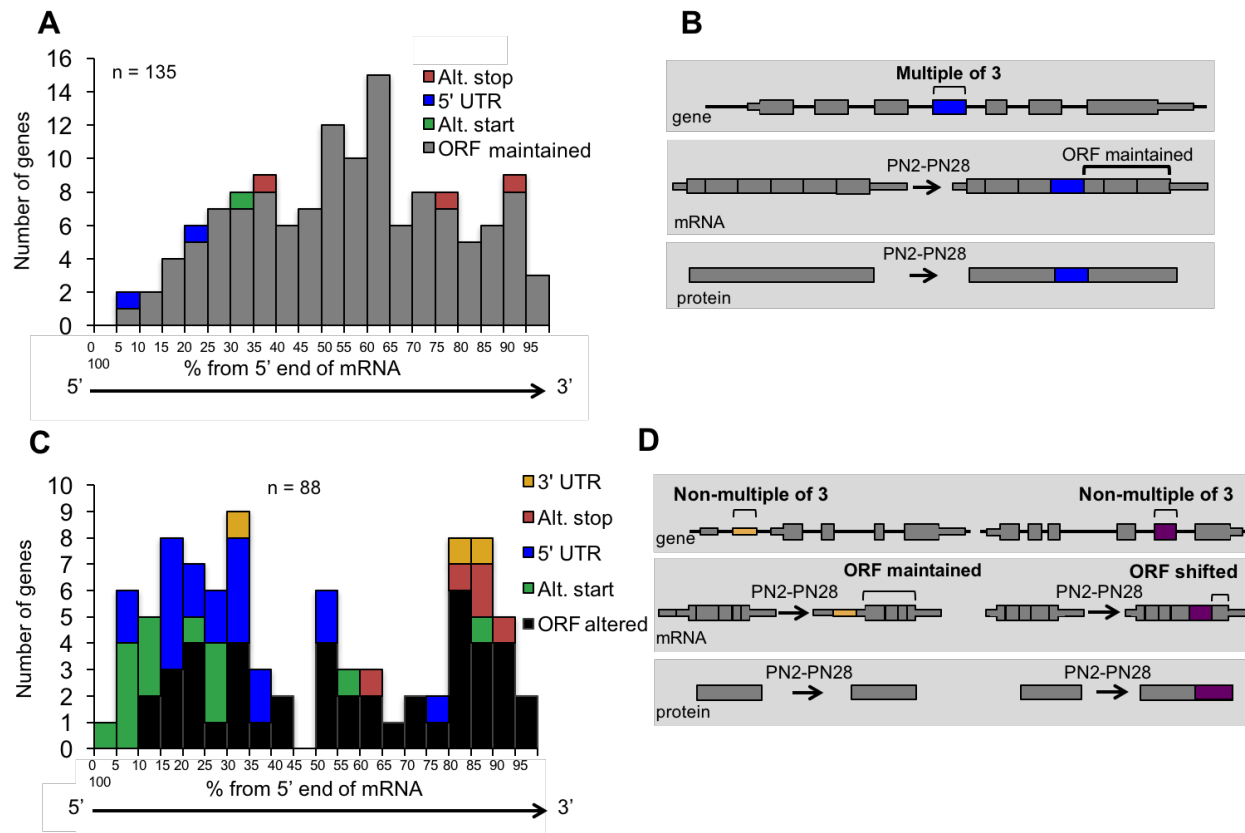 A
16
14
12
10
8
6
4
2
0
Number of genes
n = 135
Alt. stop
5' UTR
Alt. start
ORF maintained
0 5 10 15 20 25 30 35 40 45 50 55 60 65 70 75 80 85 90 95
100
% from 5’ end of mRNA
5’ 3’
B
Multiple of 3
gene
PN2-PN28
ORF maintained
mRNA
PN2-PN28
protein
C
10
9
8
7
6
5
4
3
2
1
0
Number of genes
n = 88
3' UTR
Alt. stop
5' UTR
Alt. start
ORF altered
0 5 10 15 20 25 30 35 40 45 50 55 60 65 70 75 80 85 90 95
100
% from 5’ end of mRNA
5’ 3’
D
Non-multiple of 3 Non-multiple of 3
gene
ORF maintained ORF shifted
PN2-PN28 PN2-PN28
mRNA
PN2-PN28 PN2-PN28
protein